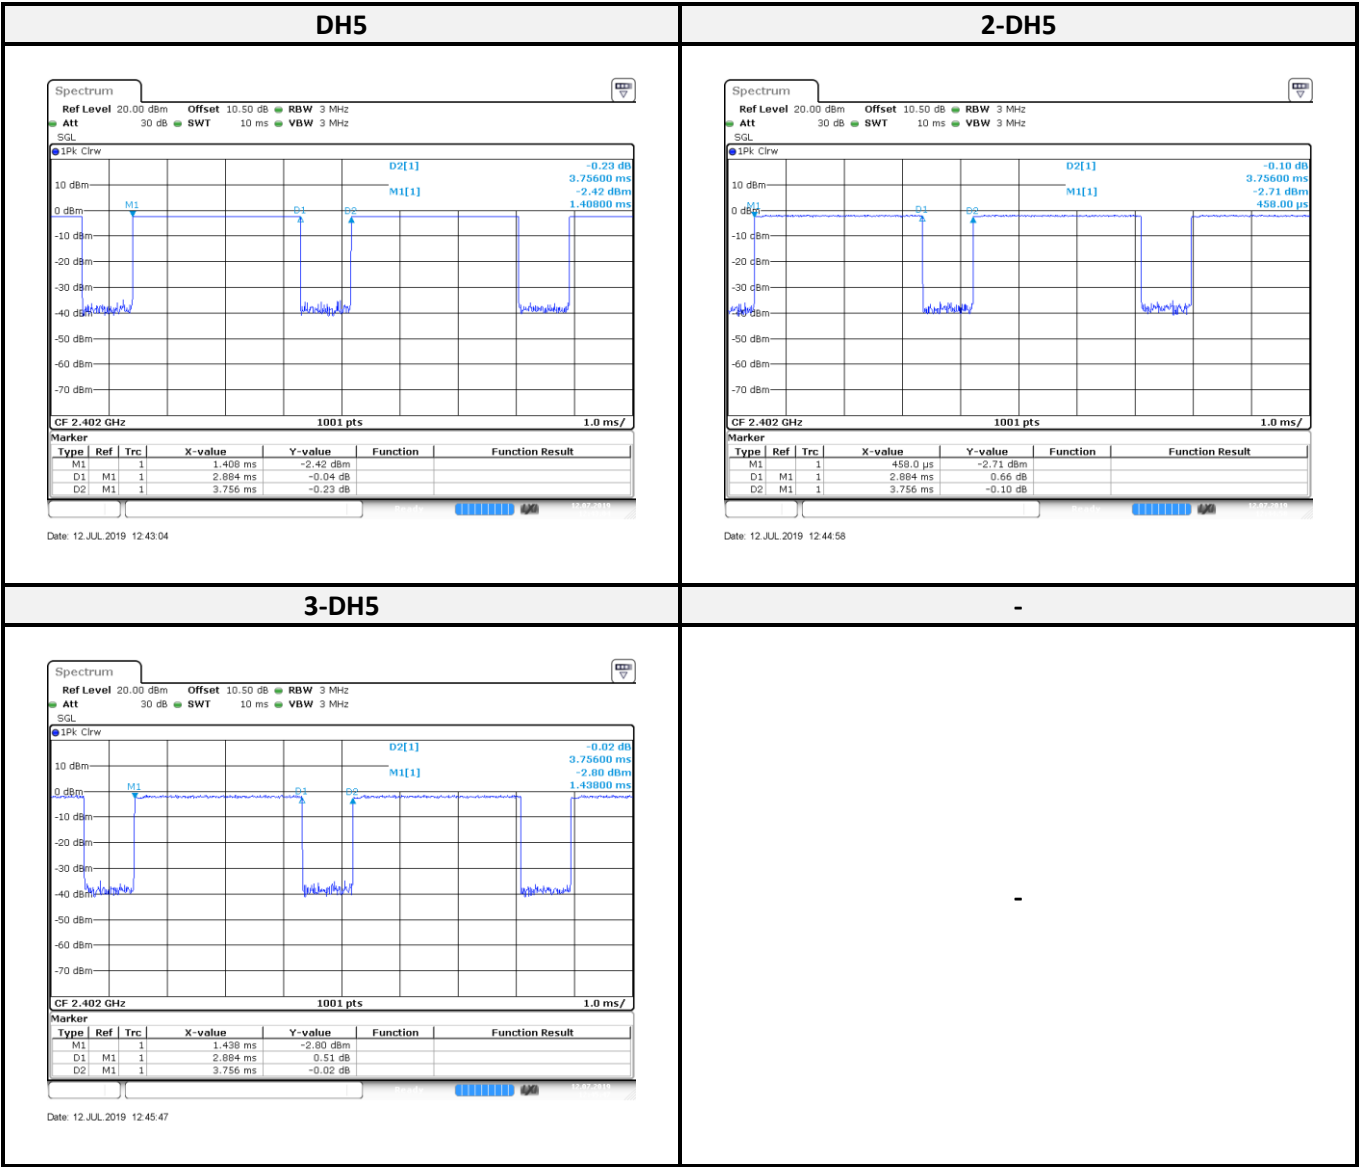 DH5
2-DH5
Spectrum
Ref Level 20.00 dBm Offset 10.50 dB RBW 3 MHz
Att 30 dB SWT 10 ms VBW 3 MHz
SGL
1Pk Clrw
D2[1] -0.23 dB
3.75600 ms
10 dBm
M1[1] -2.42 dBm
1.40800 ms
0 dBm
M1
D1
D2
-10 dBm
-20 dBm
-30 dBm
-40 dBm
-50 dBm
-60 dBm
-70 dBm
CF 2.402 GHz 1001 pts 1.0 ms/
Marker
Type Ref Trc X-value Y-value Function Function Result
M1 1 1.408 ms -2.42 dBm
D1 M1 1 2.884 ms -0.04 dB
D2 M1 1 3.756 ms -0.23 dB
Date: 12.JUL.2019 12:43:04
Spectrum
Ref Level 20.00 dBm Offset 10.50 dB RBW 3 MHz
Att 30 dB SWT 10 ms VBW 3 MHz
SGL
1Pk Clrw
D2[1] -0.10 dB
3.75600 ms
10 dBm
M1[1] -2.71 dBm
458.00 µs
0 dBm
M1
D1
D2
-10 dBm
-20 dBm
-30 dBm
-40 dBm
-50 dBm
-60 dBm
-70 dBm
CF 2.402 GHz 1001 pts 1.0 ms/
Marker
Type Ref Trc X-value Y-value Function Function Result
M1 1 458.0 µs -2.71 dBm
D1 M1 1 2.884 ms 0.66 dB
D2 M1 1 3.756 ms -0.10 dB
12.07.2019
Date: 12.JUL.2019 12:44:58
3-DH5
-
Spectrum
Ref Level 20.00 dBm Offset 10.50 dB RBW 3 MHz
Att 30 dB SWT 10 ms VBW 3 MHz
SGL
1Pk Clrw
D2[1] -0.02 dB
3.75600 ms
10 dBm
M1[1] -2.80 dBm
1.43800 ms
0 dBm
M1
D1
D2
-10 dBm
-20 dBm
-30 dBm
-40 dBm
-50 dBm
-60 dBm
-70 dBm
CF 2.402 GHz 1001 pts 1.0 ms/
Marker
Type Ref Trc X-value Y-value Function Function Result
M1 1 1.438 ms -2.80 dBm
D1 M1 1 2.884 ms 0.51 dB
D2 M1 1 3.756 ms -0.02 dB
Date: 12.JUL.2019 12:45:47
-